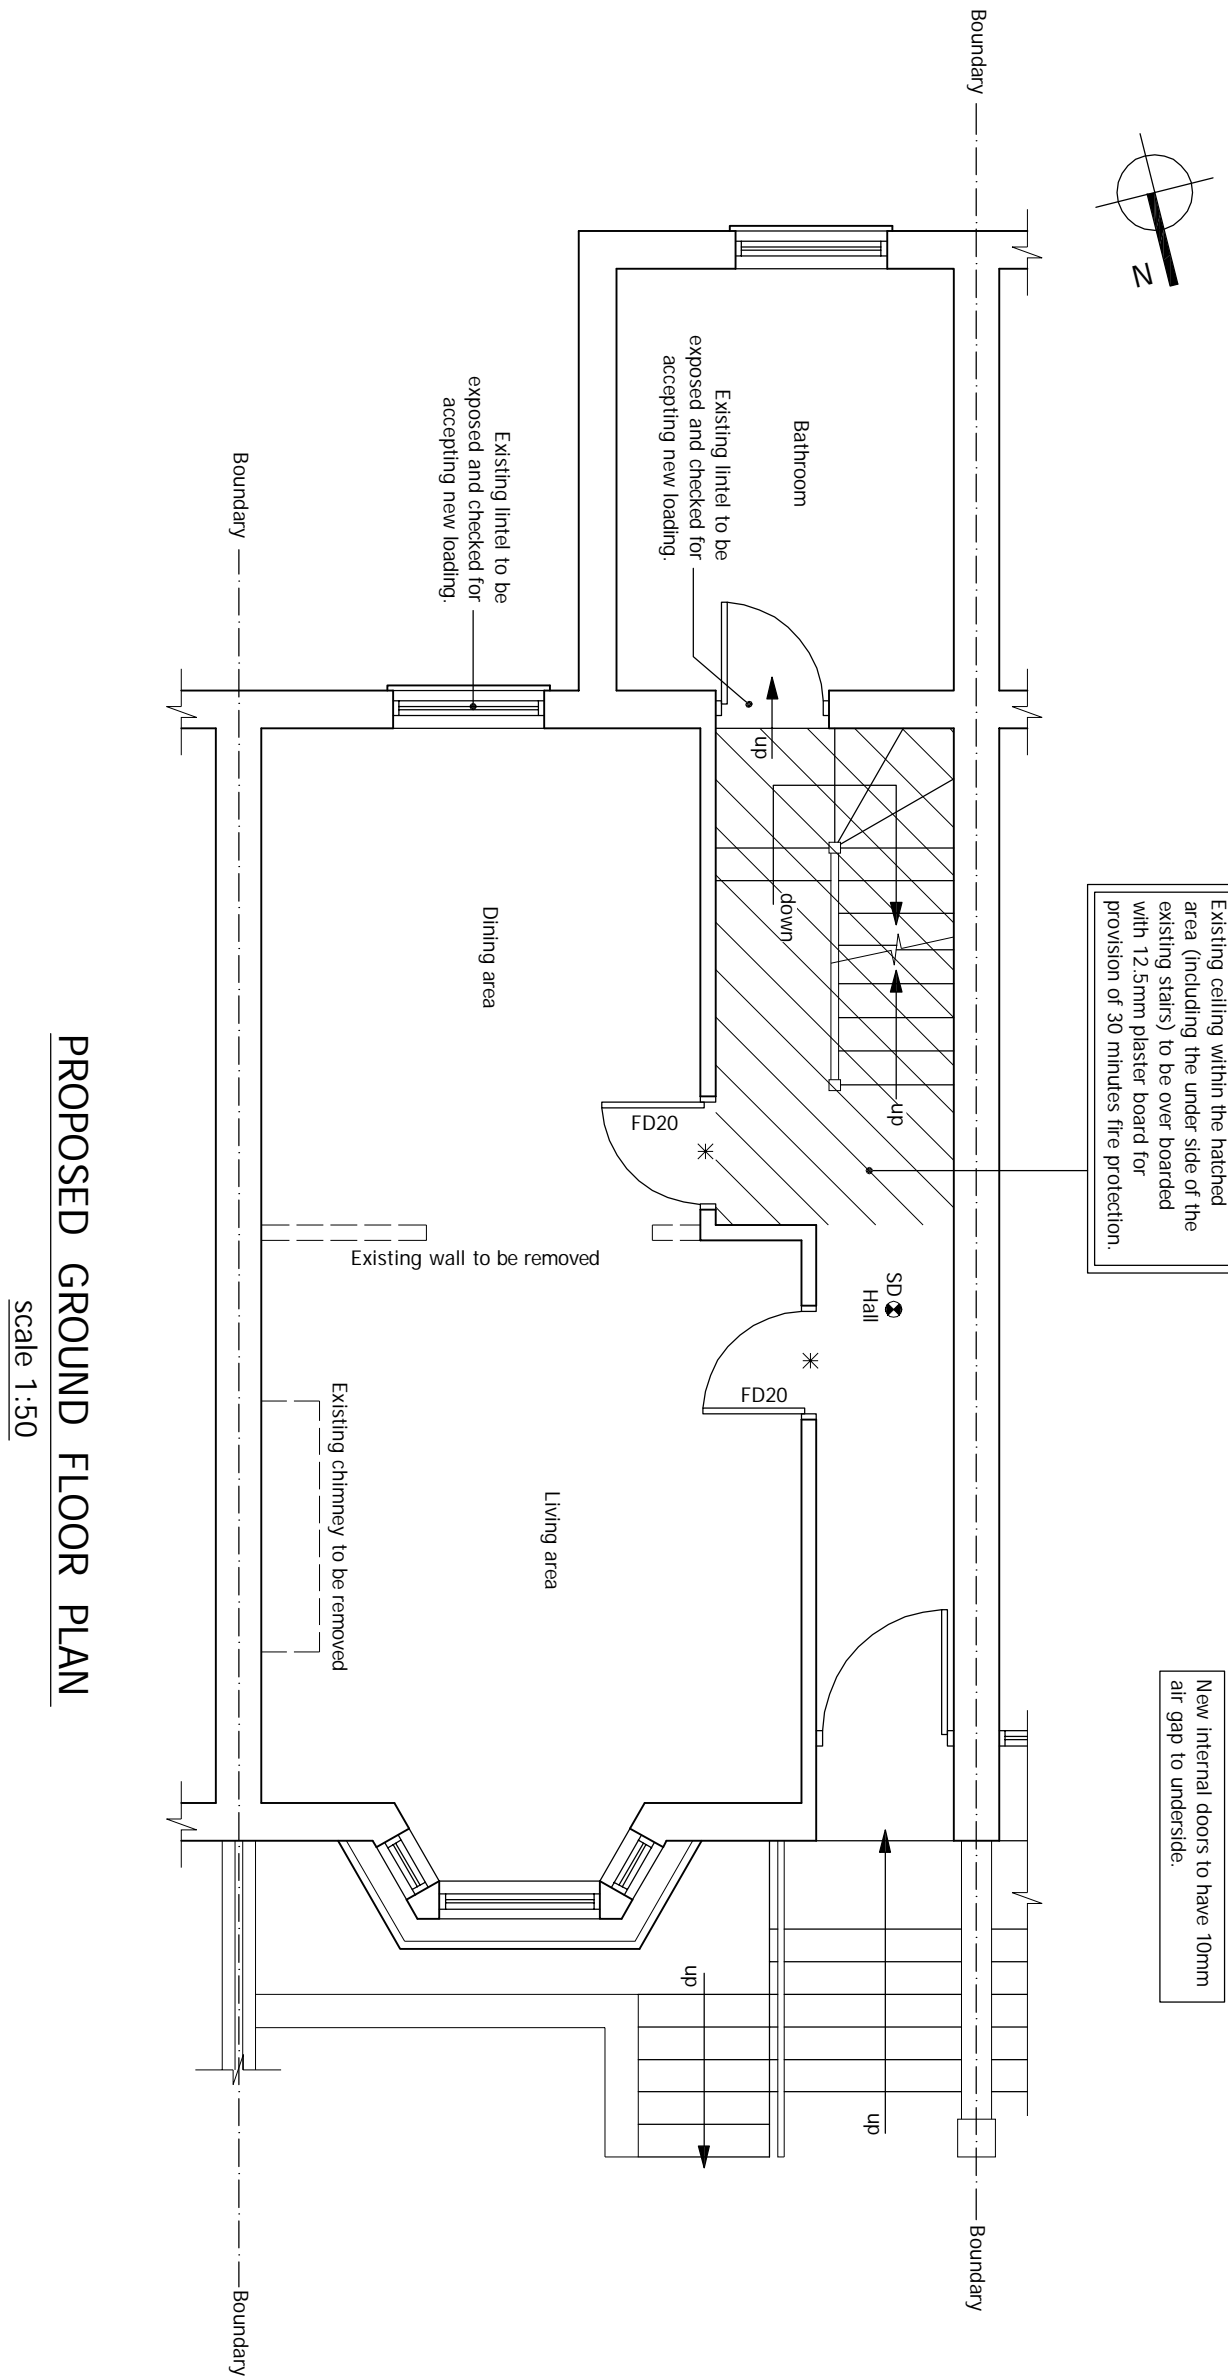 Boundary
N
Existing ceiling within the hatched
area (including the under side of the
existing stairs) to be over boarded
with 12.5mm plaster board for
provision of 30 minutes fire protection.
New internal doors to have 10mm
air gap to underside.
Bathroom
Existing lintel to be
exposed and checked for
accepting new loading.
Existing lintel to be
exposed and checked for
accepting new loading.
Boundary
up
down
up
Dining area
FD20
Existing wall to be removed
SD
Hall
FD20
Living area
Existing chimney to be removed
up
up
Boundary
Boundary
PROPOSED GROUND FLOOR PLAN
scale 1:50